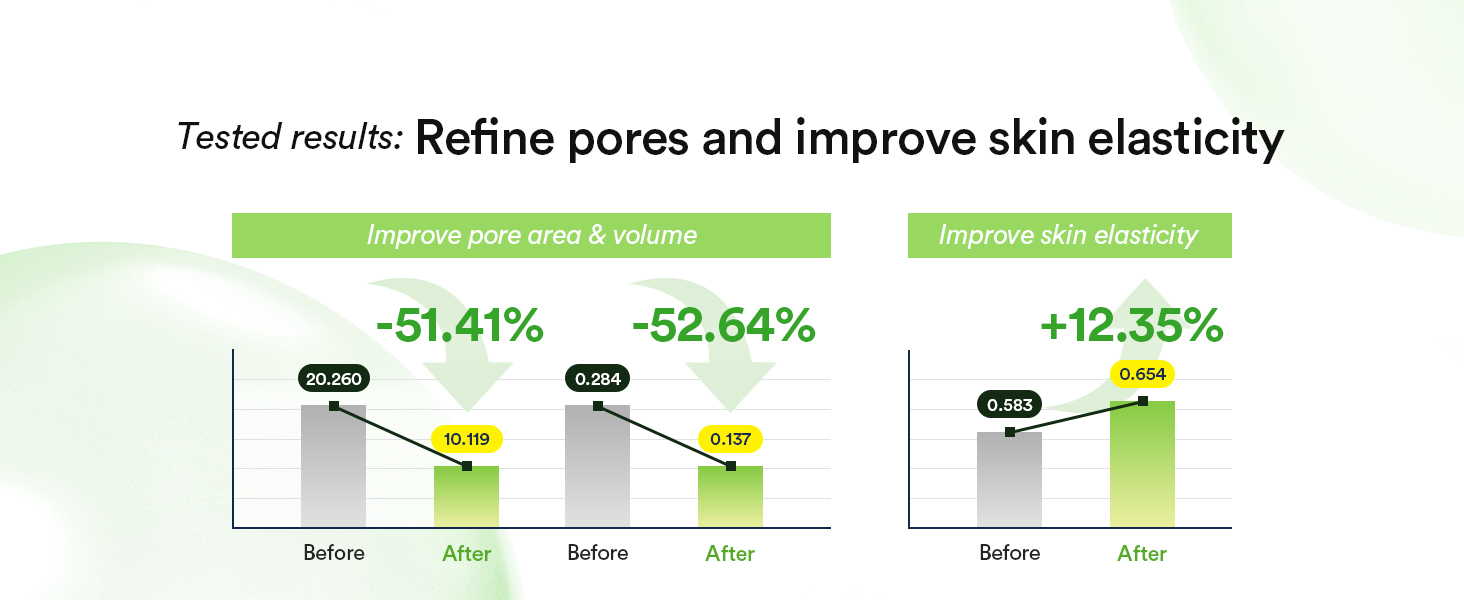 Tested results: Refine pores and improve skin elasticity
Improve pore area & volume
-51.41%
-52.64%
20.260
10.119
0.284
0.137
Before
After
Before
After
Improve skin elasticity
+12.35%
0.583
0.654
Before
After